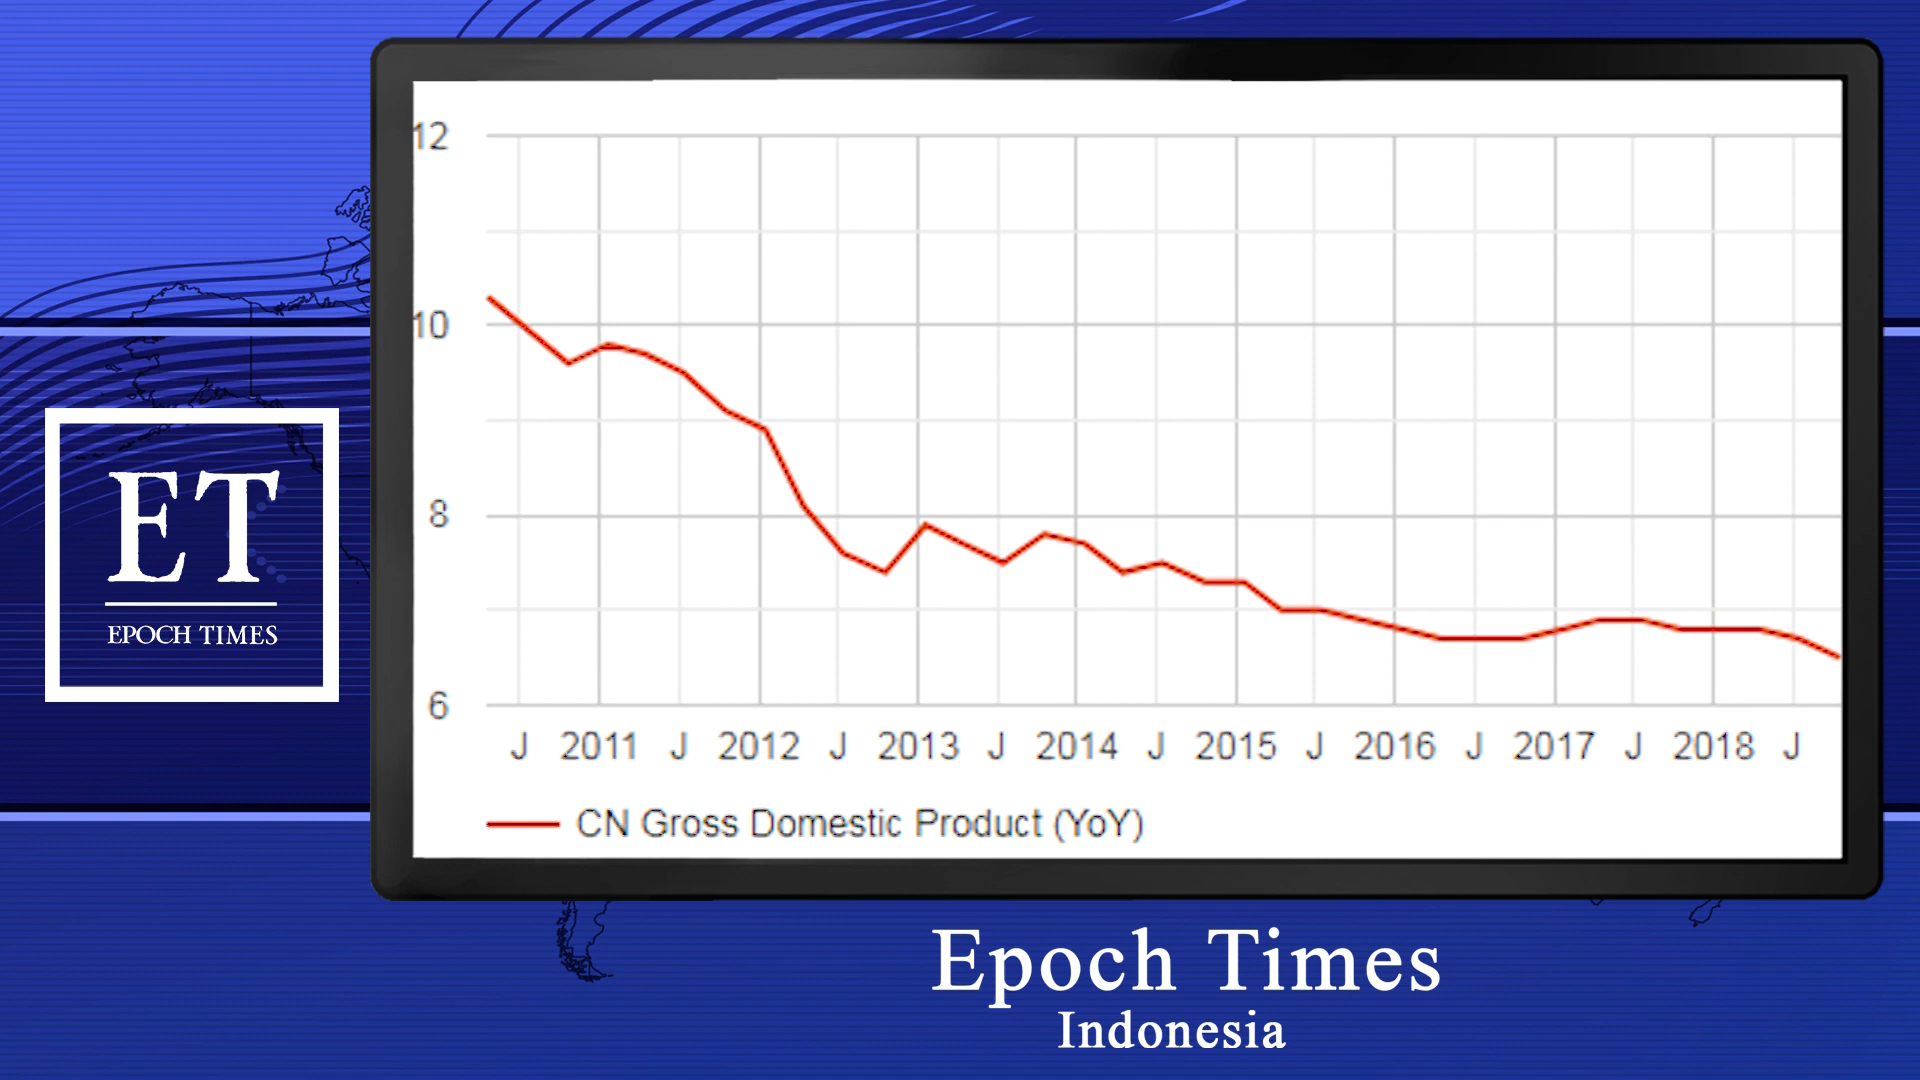 12
10
8
6
J 2011 J 2012 J 2013 J 2014 J 2015 J 2016 J 2017 J 2018 J
CN Gross Domestic Product (YoY)
ET
EPOCH TIMES
Epoch Times
Indonesia